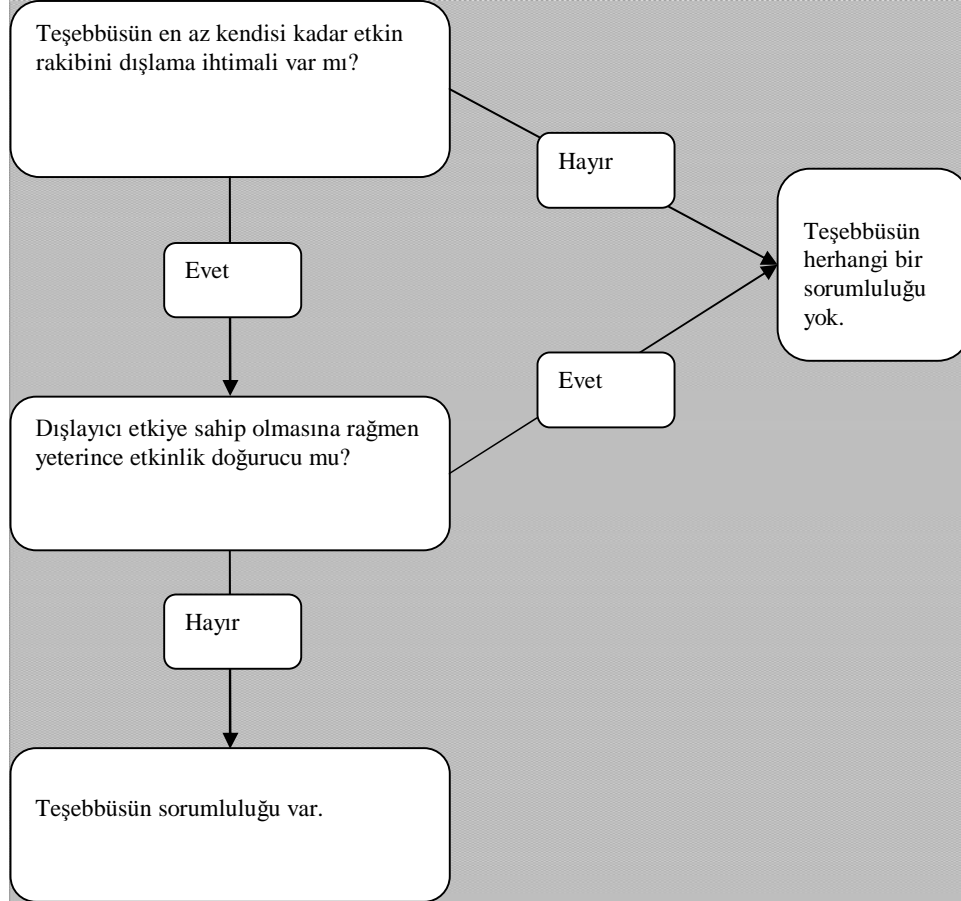 Teşebbüsün en az kendisi kadar etkin
rakibini dışlama ihtimali var mı?
Hayır
Teşebbüsün
herhangi bir
sorumluluğu
yok.
Evet
Evet
Dışlayıcı etkiye sahip olmasına rağmen
yeterince etkinlik doğurucu mu?
Hayır
Teşebbüsün sorumluluğu var.